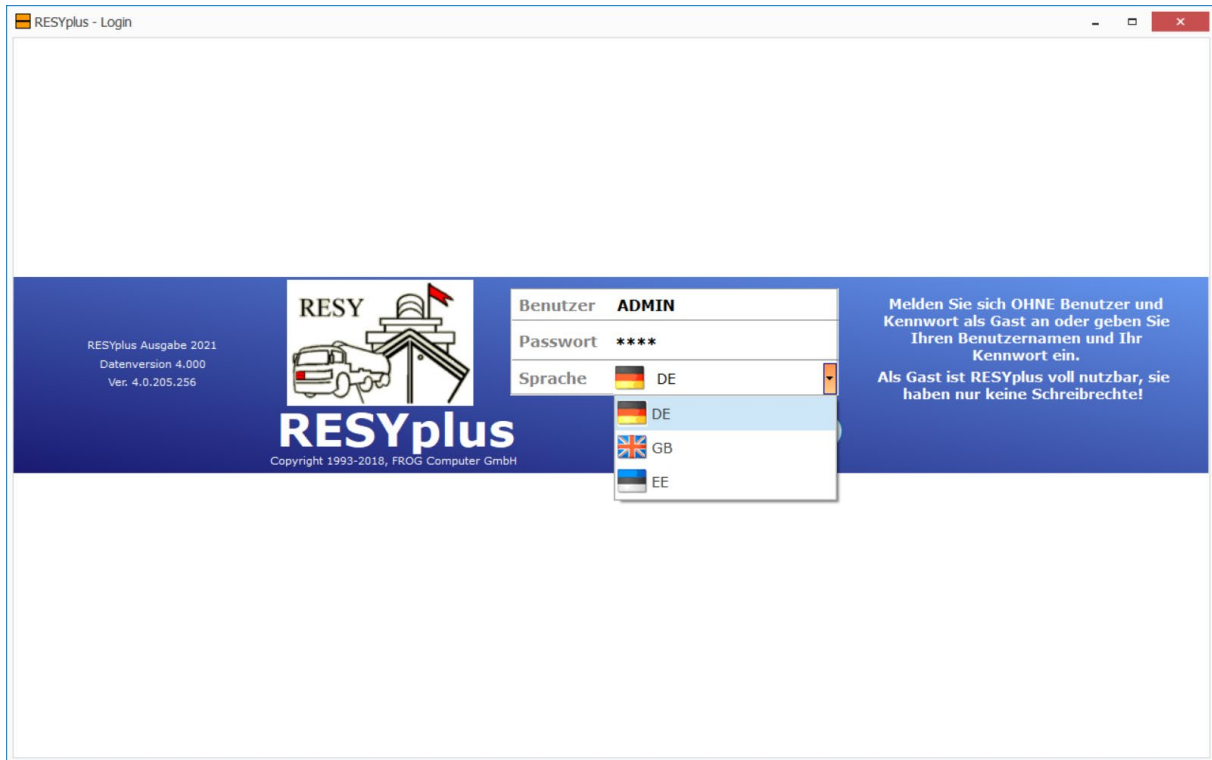 RESYplus - Login
RESYplus Ausgabe 2021
Datenversion 4.000
Ver. 4.0.205.256
RESY
RESYplus
Copyright 1993-2018, FROG Computer GmbH
Benutzer ADMIN
Passwort ****
Sprache DE
DE
GB
EE
Melden Sie sich OHNE Benutzer und
Kennwort als Gast an oder geben Sie
Ihren Benutzernamen und Ihr
Kennwort ein.
Als Gast ist RESYplus voll nutzbar, sie
haben nur keine Schreibrechte!